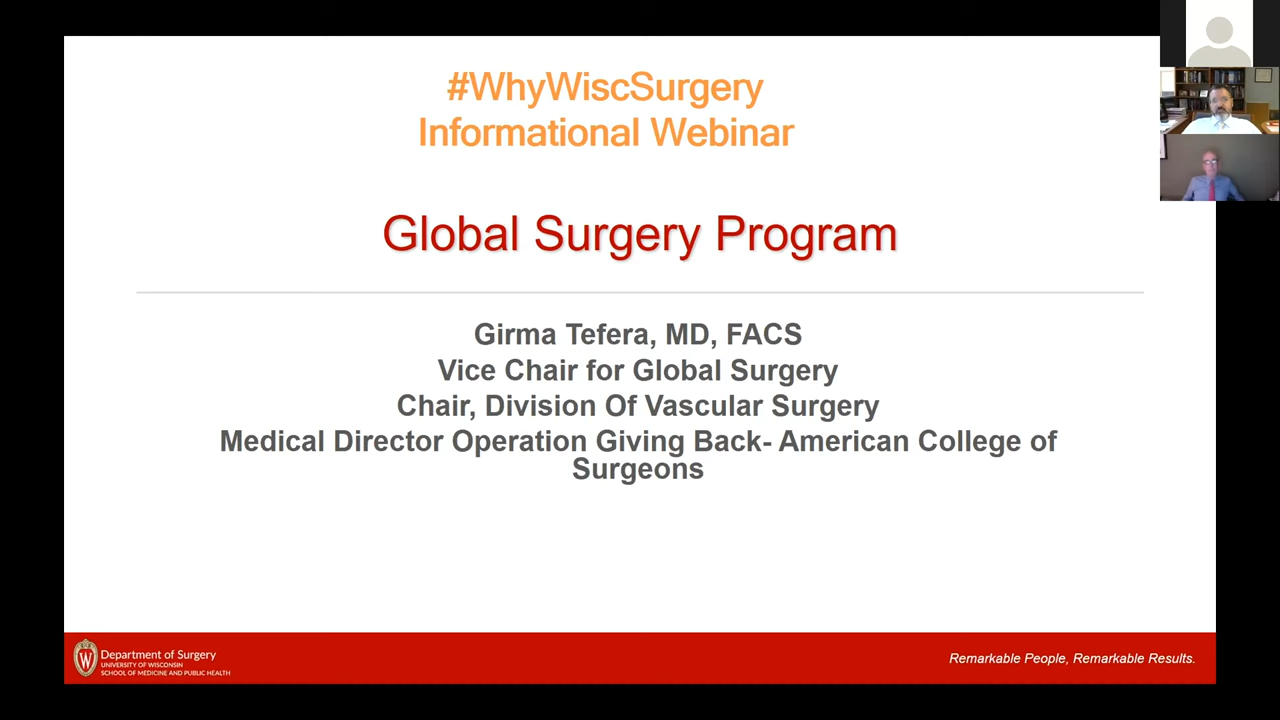 #WhyWiscSurgery
Informational Webinar
Global Surgery Program
Girma Tefera, MD, FACS
Vice Chair for Global Surgery
Chair, Division Of Vascular Surgery
Medical Director Operation Giving Back- American College of
Surgeons
W
Department of Surgery
UNIVERSITY OF WISCONSIN
SCHOOL OF MEDICINE AND PUBLIC HEALTH
Remarkable People, Remarkable Results.